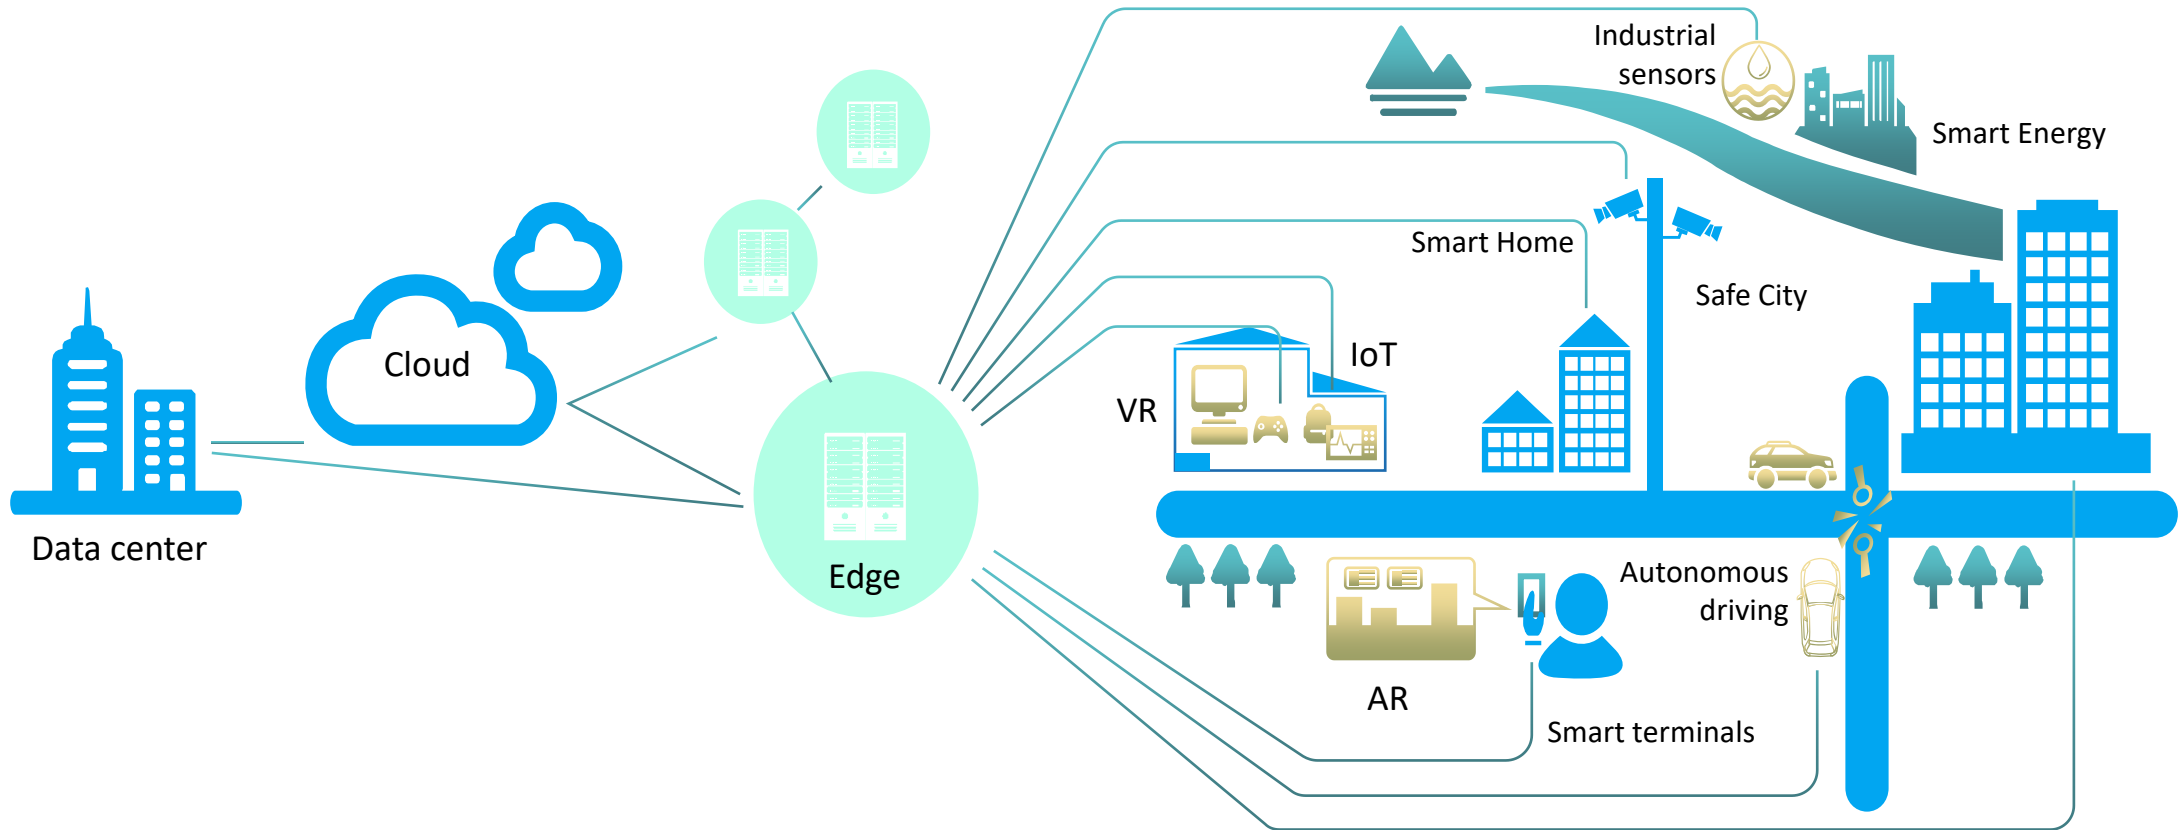 Industrial
sensors
Smart Energy
Smart Home
Safe City
Cloud
IoT
VR
Data center
Edge
Autonomous
driving
AR
Smart terminals